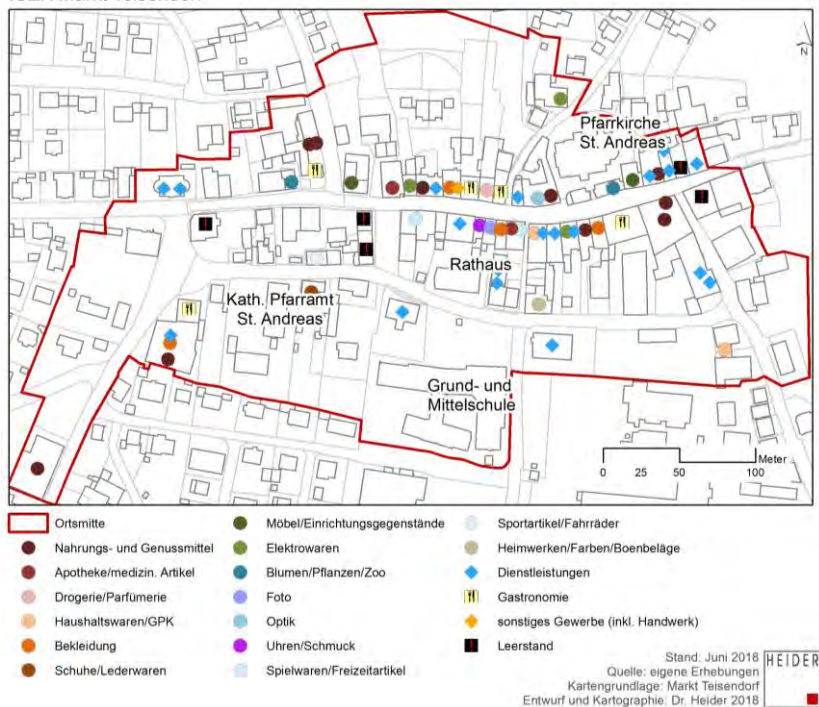 N
Pfarrkirche
St. Andreas
Rathaus
Kath. Pfarramt
St. Andreas
Grund- und
Mittelschule
Meter
0 25 50 100
Ortsmitte
Nahrungs- und Genussmittel
Apotheke/medizin. Artikel
Drogerie/Parfümerie
Haushaltswaren/GPK
Bekleidung
Schuhe/Lederwaren
Möbel/Einrichtungsgegenstände
Elektrowaren
Blumen/Pflanzen/Zoo
Foto
Optik
Uhren/Schmuck
Spielwaren/Freizeitartikel
Sportartikel/Fahrräder
Heimwerken/Farben/Boenbeläge
Dienstleistungen
Gastronomie
sonstiges Gewerbe (inkl. Handwerk)
Leerstand
Stand: Juni 2018
Quelle: eigene Erhebungen
Kartengrundlage: Markt Teisendorf
Entwurf und Kartographie: Dr. Heider 2018
HEIDER